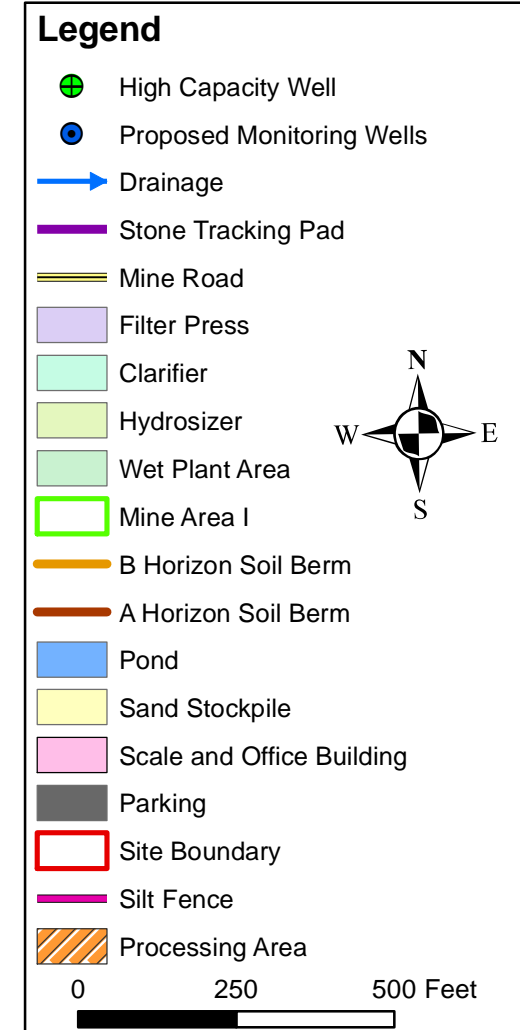 Legend
High Capacity Well
Proposed Monitoring Wells
Drainage
Stone Tracking Pad
Mine Road
Filter Press
Clarifier
Hydrosizer
Wet Plant Area
Mine Area I
B Horizon Soil Berm
A Horizon Soil Berm
Pond
Sand Stockpile
Scale and Office Building
Parking
Site Boundary
Silt Fence
Processing Area
N
W E
S
0 250 500 Feet